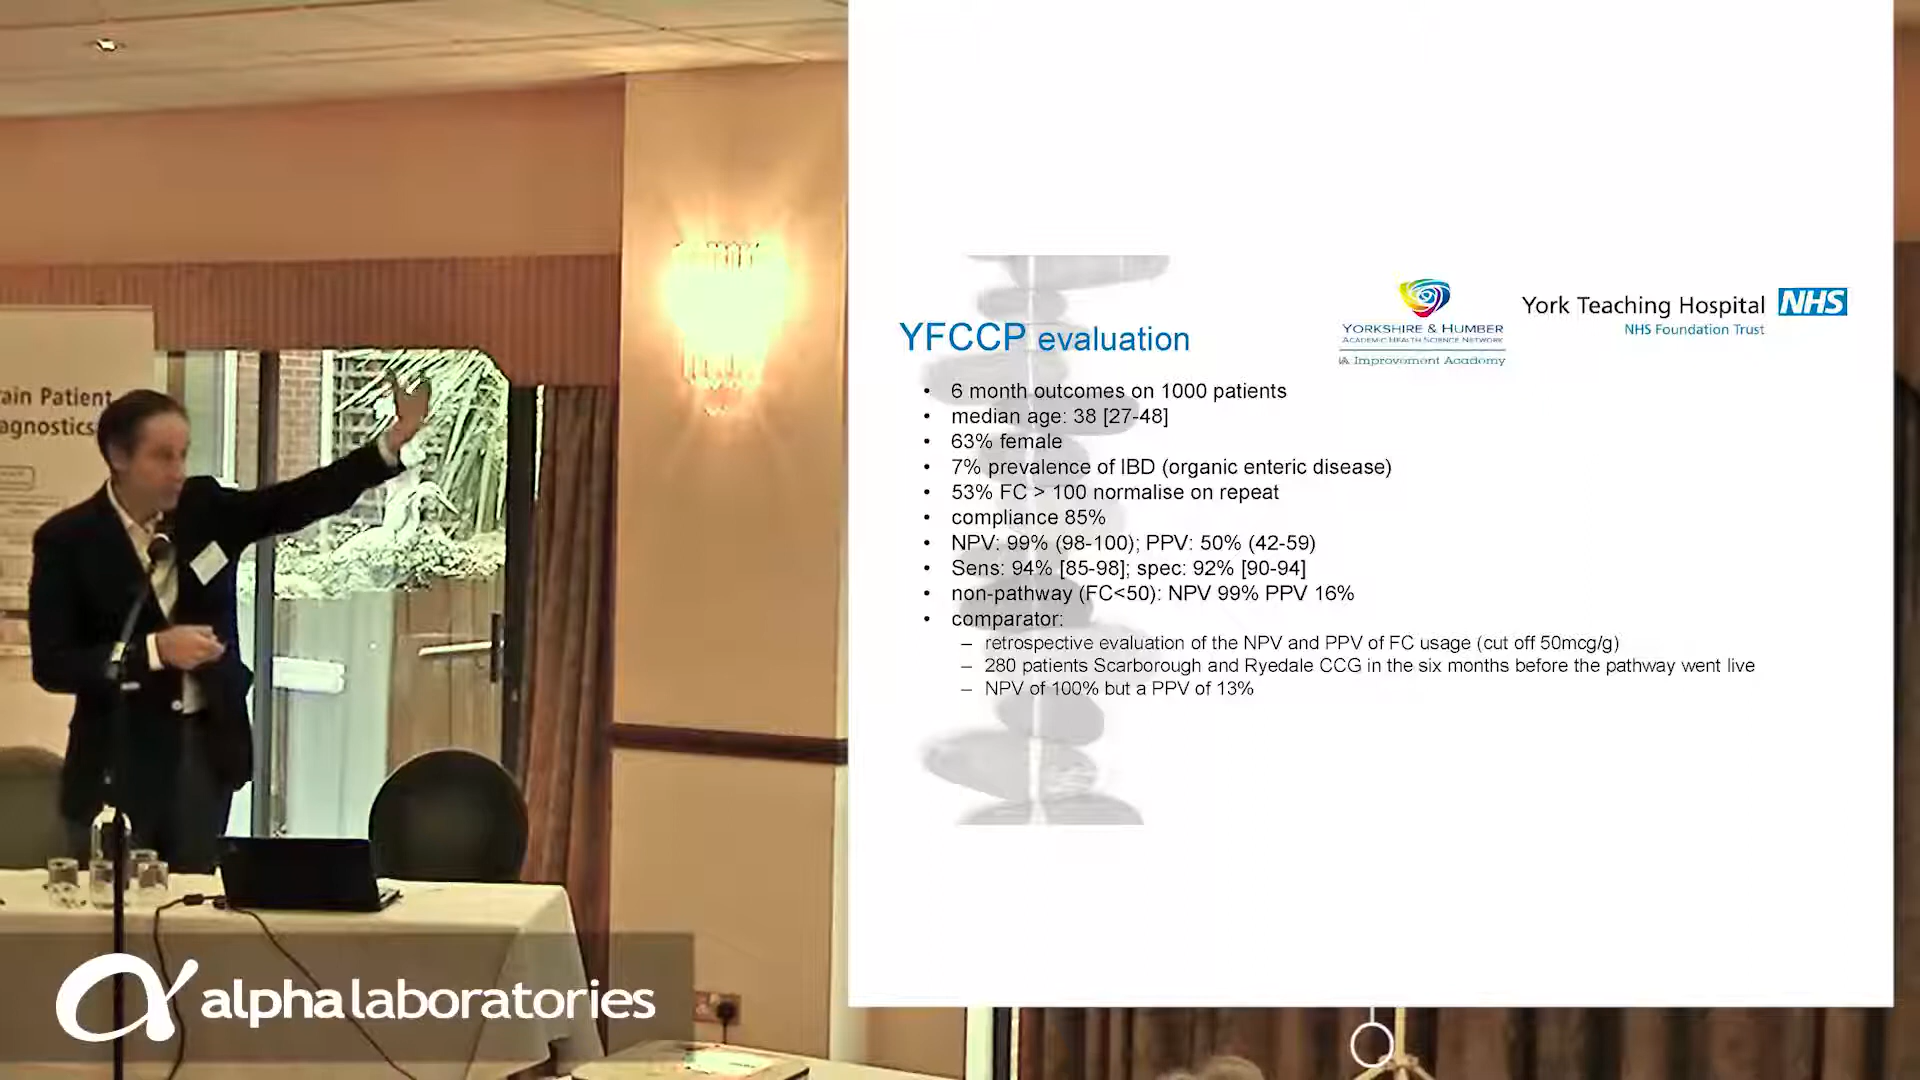 rain Patient
agnostics
YORKSHIRE & HUMBER
ACADEMIC HEALTH SCIENCE NETWORK
Improvement Academy
York Teaching Hospital NHS
NHS Foundation Trust
YFCCP evaluation
• 6 month outcomes on 1000 patients
• median age: 38 [27-48]
• 63% female
• 7% prevalence of IBD (organic enteric disease)
• 53% FC > 100 normalise on repeat
• compliance 85%
• NPV: 99% (98-100); PPV: 50% (42-59)
• Sens: 94% [85-98]; spec: 92% [90-94]
• non-pathway (FC<50): NPV 99% PPV 16%
• comparator:
– retrospective evaluation of the NPV and PPV of FC usage (cut off 50mcg/g)
– 280 patients Scarborough and Ryedale CCG in the six months before the pathway went live
– NPV of 100% but a PPV of 13%
alpha laboratories